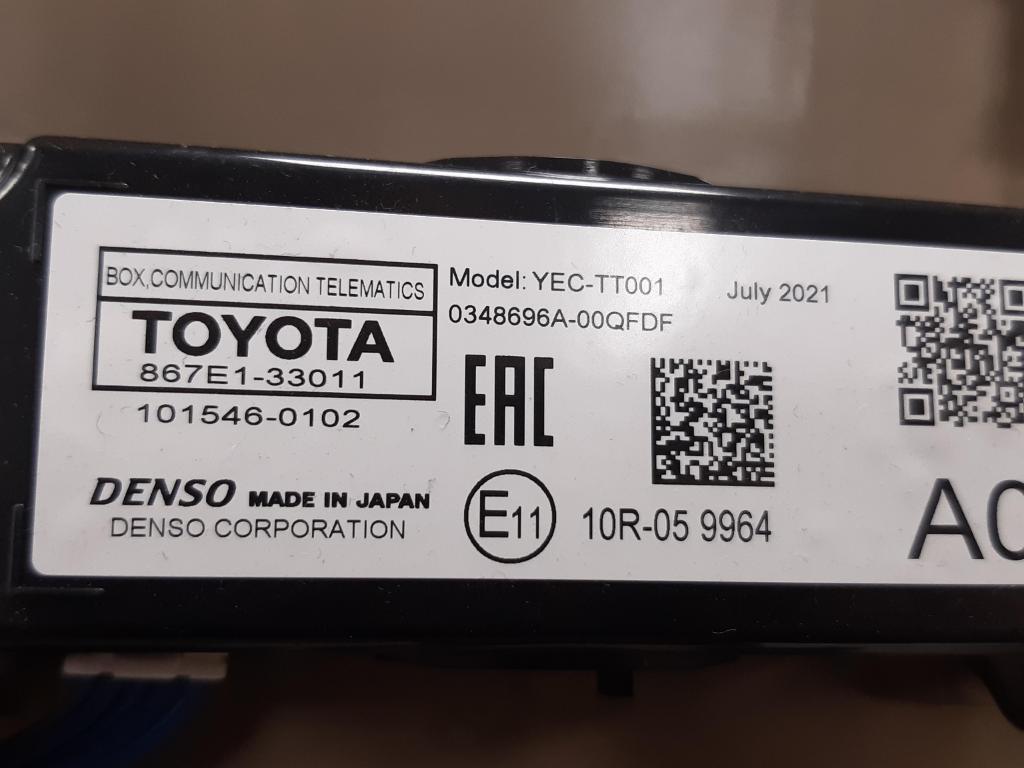 BOX,COMMUNICATION TELEMATICS
TOYOTA
867E1-33011
101546-0102
DENSO MADE IN JAPAN
DENSO CORPORATION
Model: YEC-TT001 July 2021
0348696A-00QFDF
EAC
E11 10R-05 9964